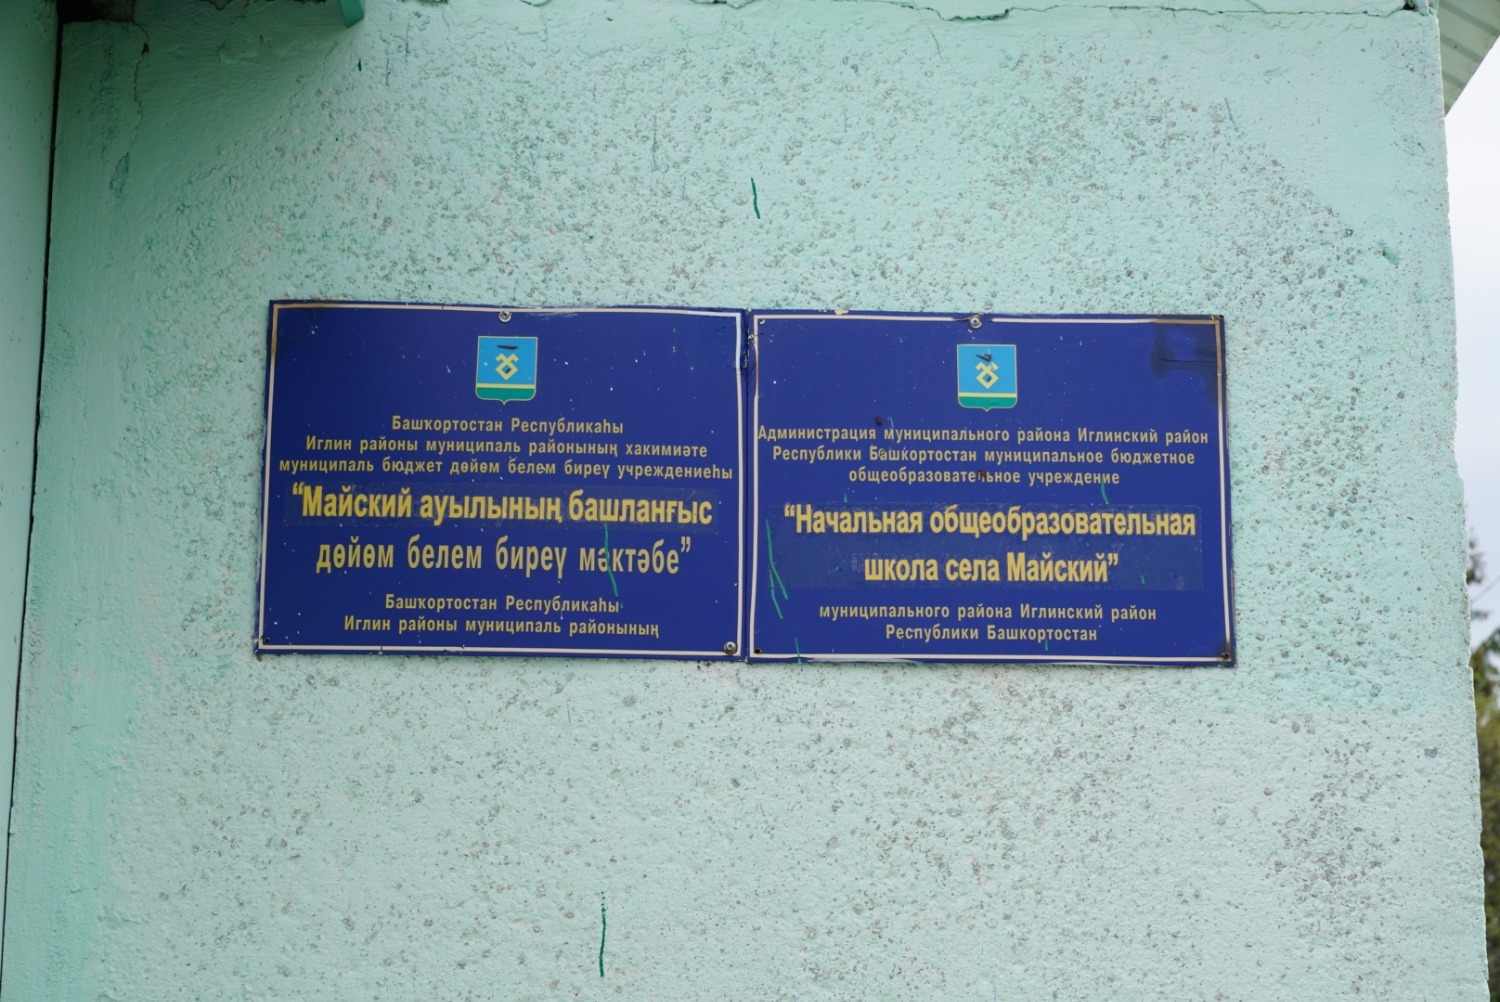 Башҡортостан Республикаһы
Иглин районы муниципаль районының хакимиәте
муниципаль бюджет дөйөм белем биреү учреждениеһы
“Майский ауылының башланғыс
дөйөм белем биреү мәктәбе”
Башҡортостан Республикаһы
Иглин районы муниципаль районының
Администрация муниципального района Иглинский район
Республики Башкортостан муниципальное бюджетное
общеобразовательное учреждение
“Начальная общеобразовательная
школа села Майский”
муниципального района Иглинский район
Республики Башкортостан